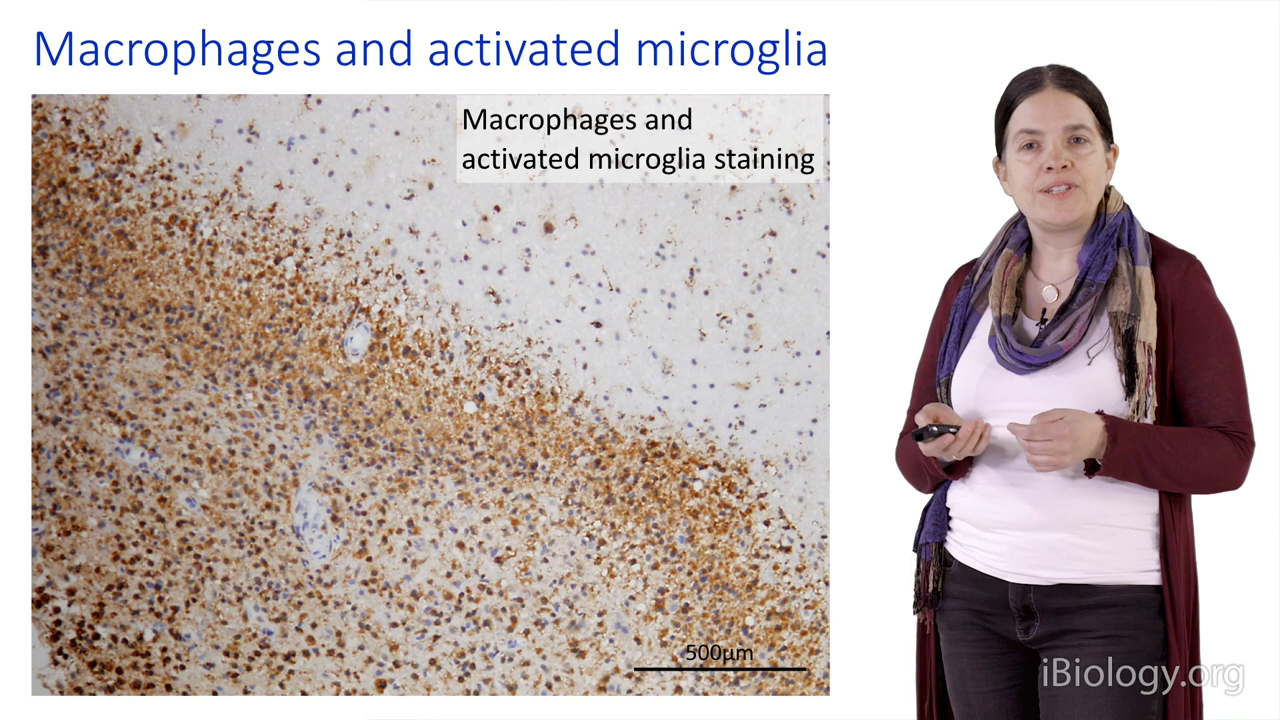 Macrophages and activated microglia
Macrophages and
activated microglia staining
500µm
iBiology.org